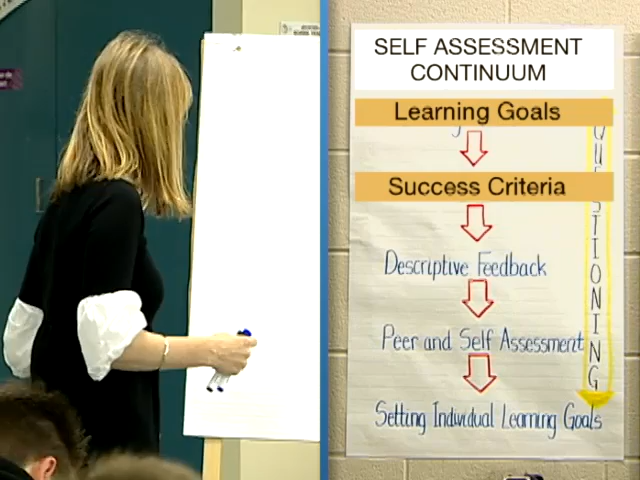 SELF ASSESSMENT
CONTINUUM
Learning Goals
Success Criteria
Descriptive Feedback
Peer and Self Assessment
Setting Individual Learning Goals
QUESTIONING